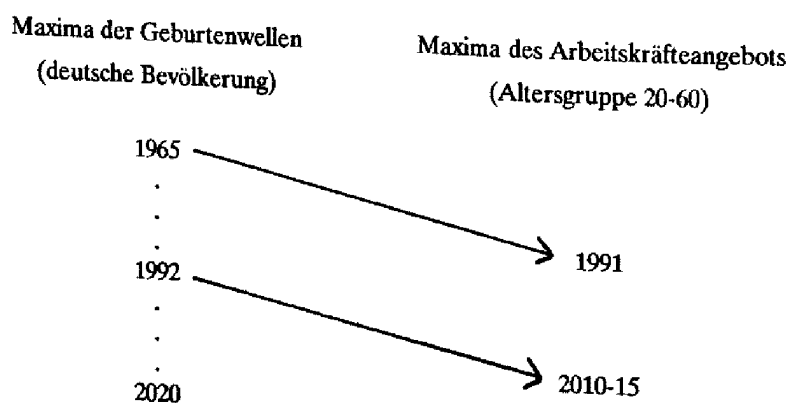 Maxima der Geburtenwellen
(deutsche Bevölkerung)
Maxima des Arbeitskräfteangebots
(Altersgruppe 20-60)
1965
1991
1992
2010-15
2020